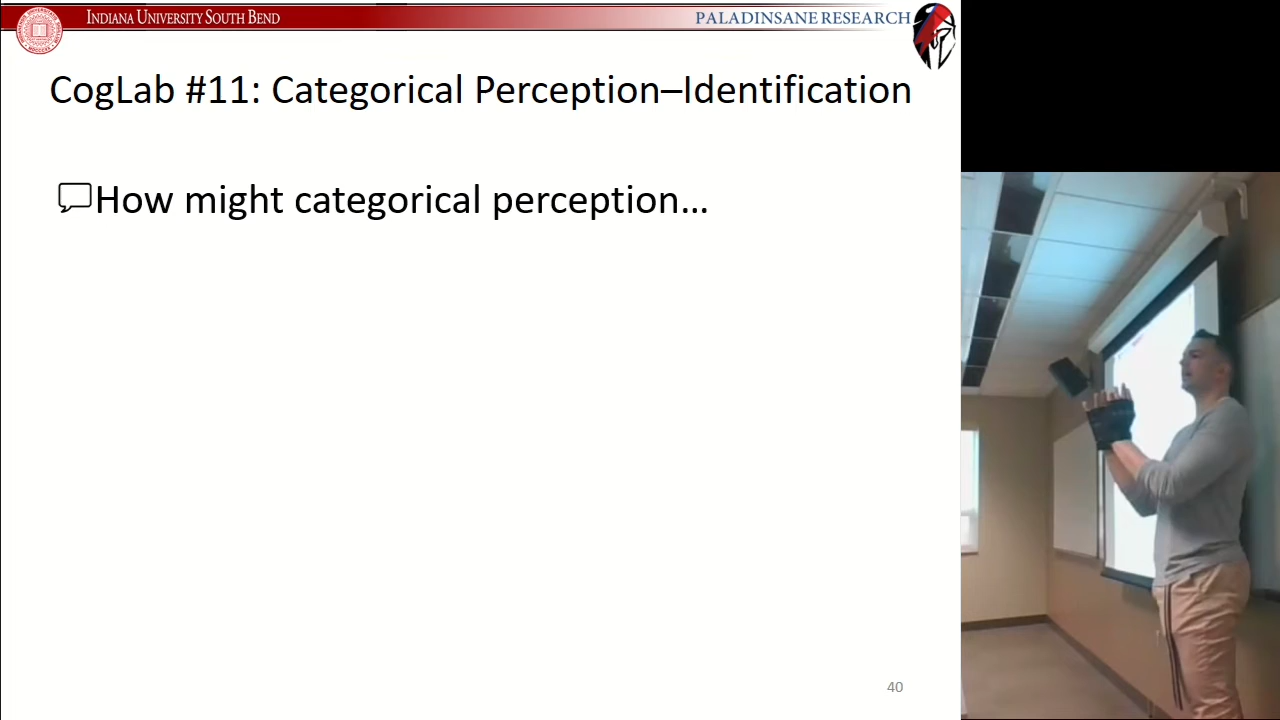 INDIANA UNIVERSITY SOUTH BEND
PALADINSANE RESEARCH
CogLab #11: Categorical Perception–Identification
How might categorical perception…
40